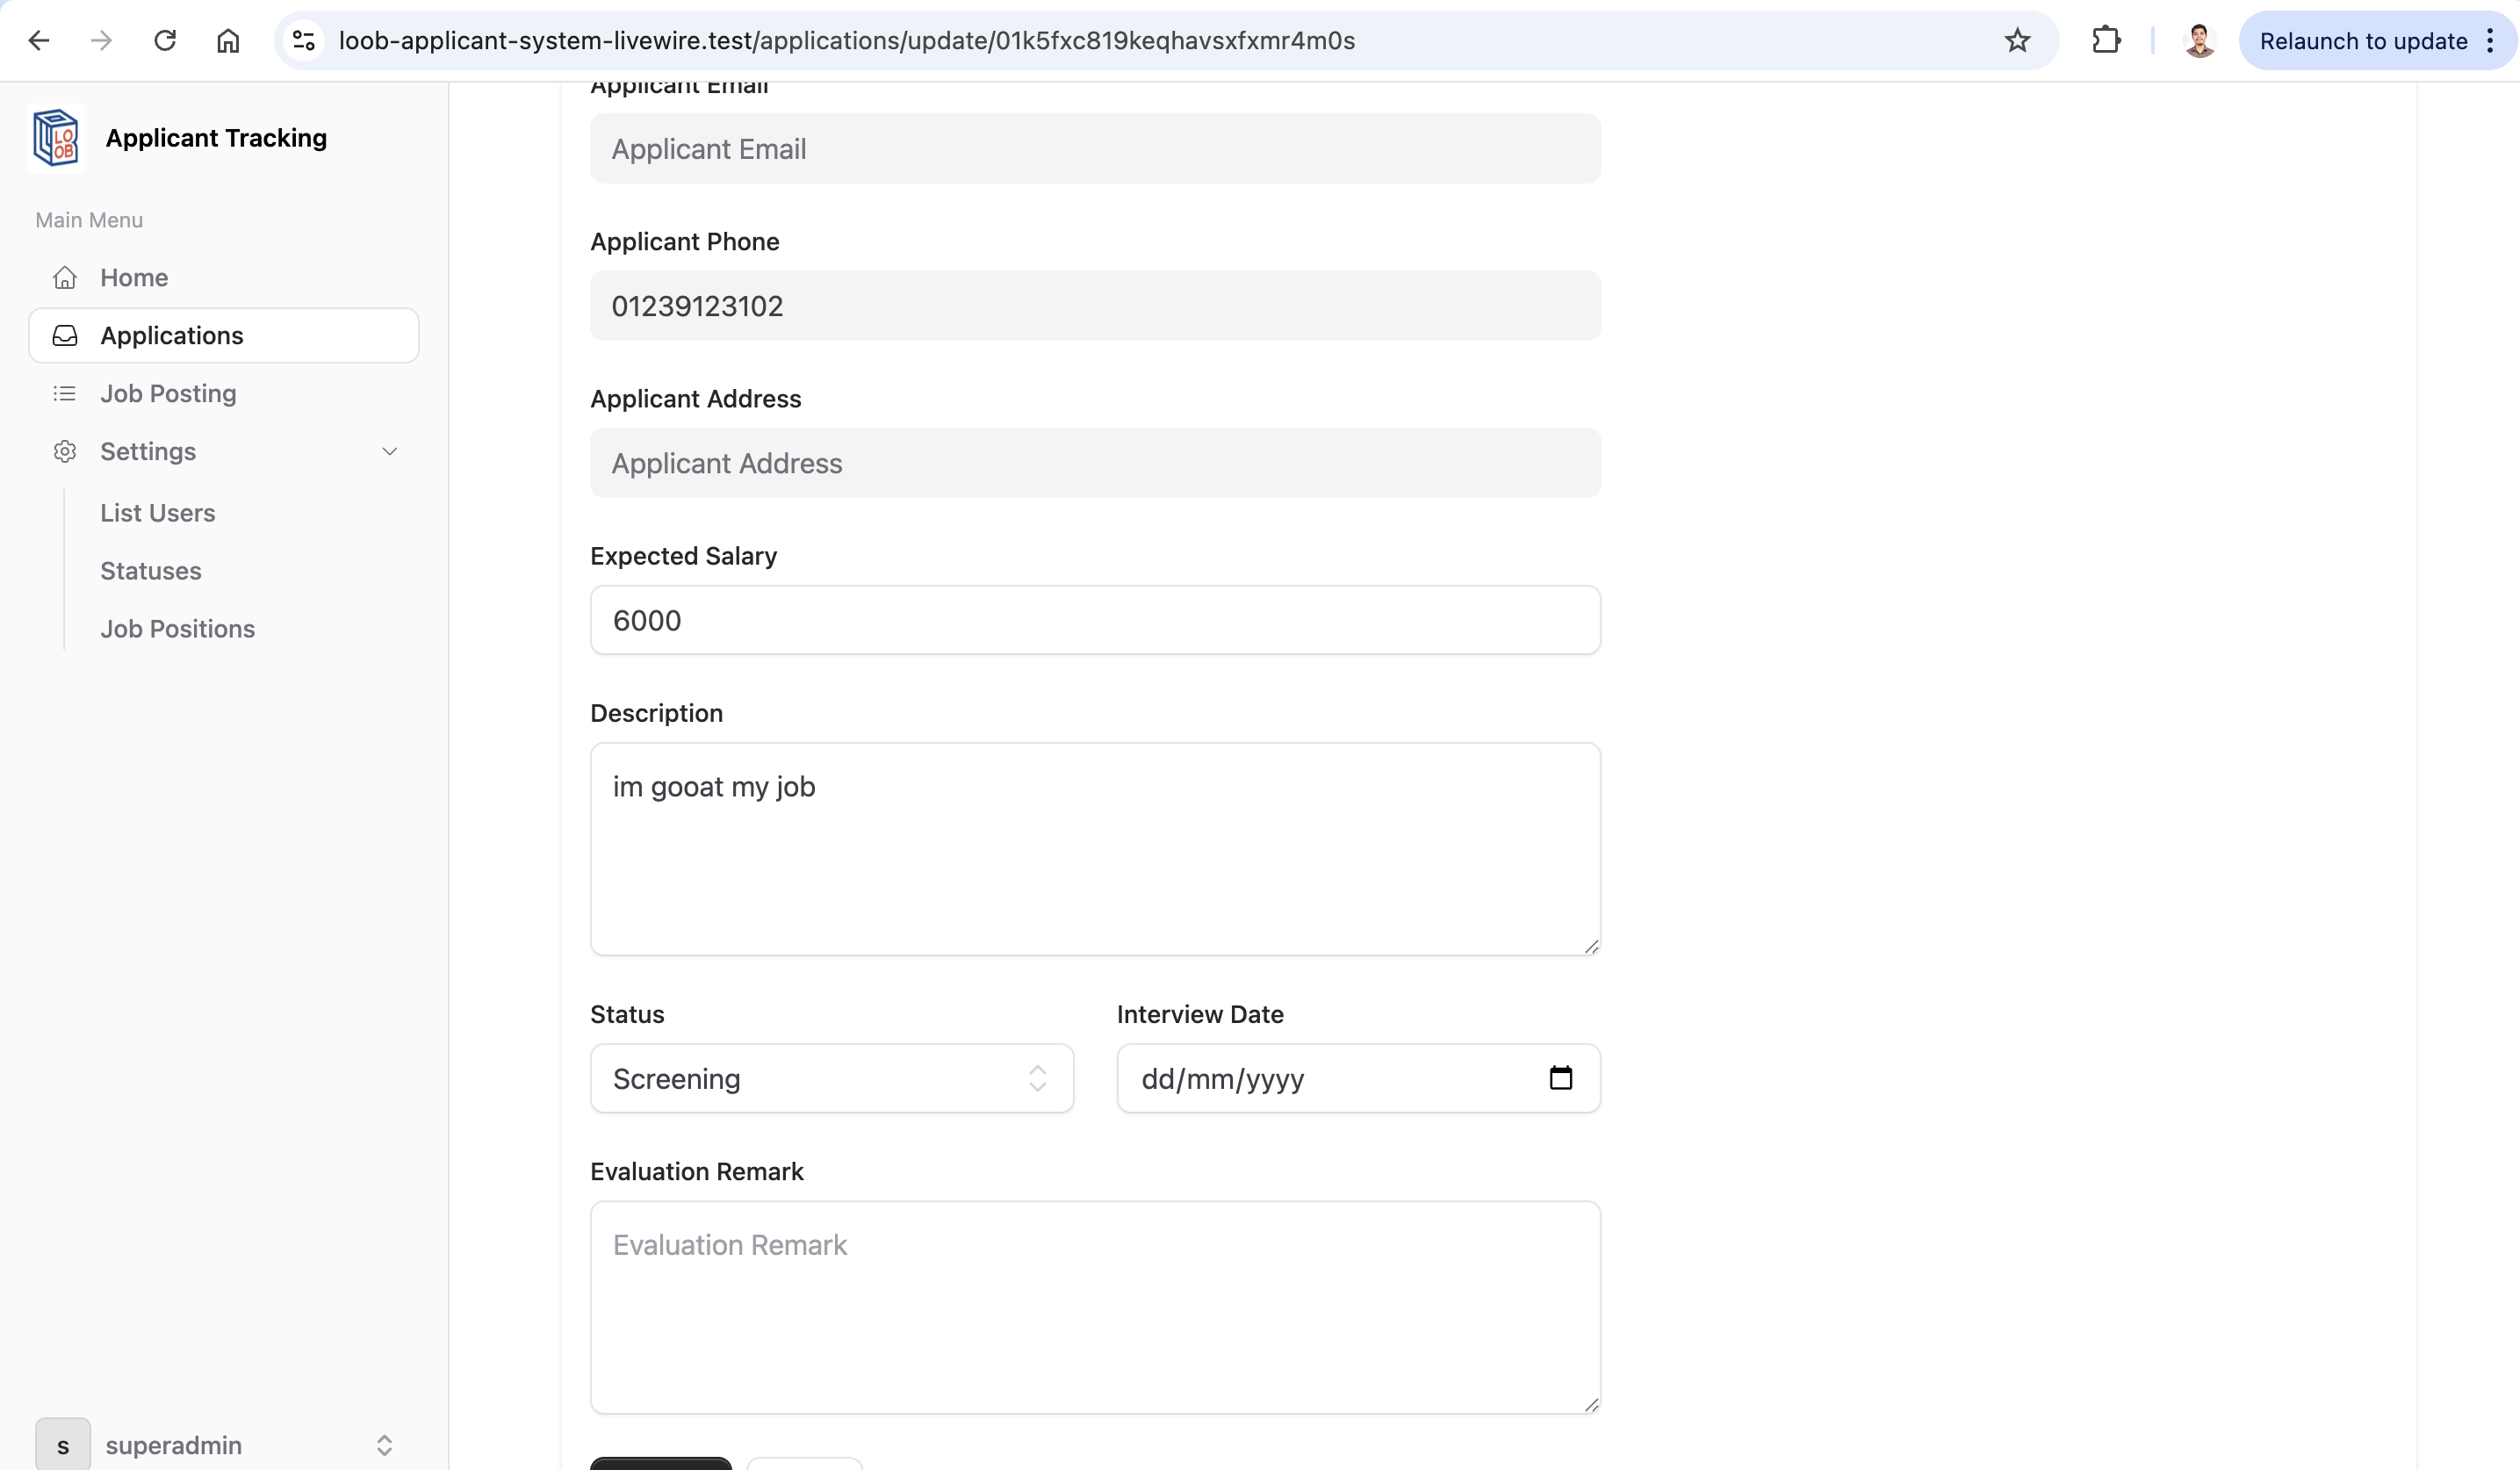 loob-applicant-system-livewire.test/applications/update/01k5fxc819keqhavsxfxmr4m0s
Relaunch to update
LO
OB
Applicant Tracking
Main Menu
Home
Applications
Job Posting
Settings
List Users
Statuses
Job Positions
s
superadmin
Applicant Email
Applicant Email
Applicant Phone
01239123102
Applicant Address
Applicant Address
Expected Salary
6000
Description
im gooat my job
Status
Interview Date
Screening
dd/mm/yyyy
Evaluation Remark
Evaluation Remark